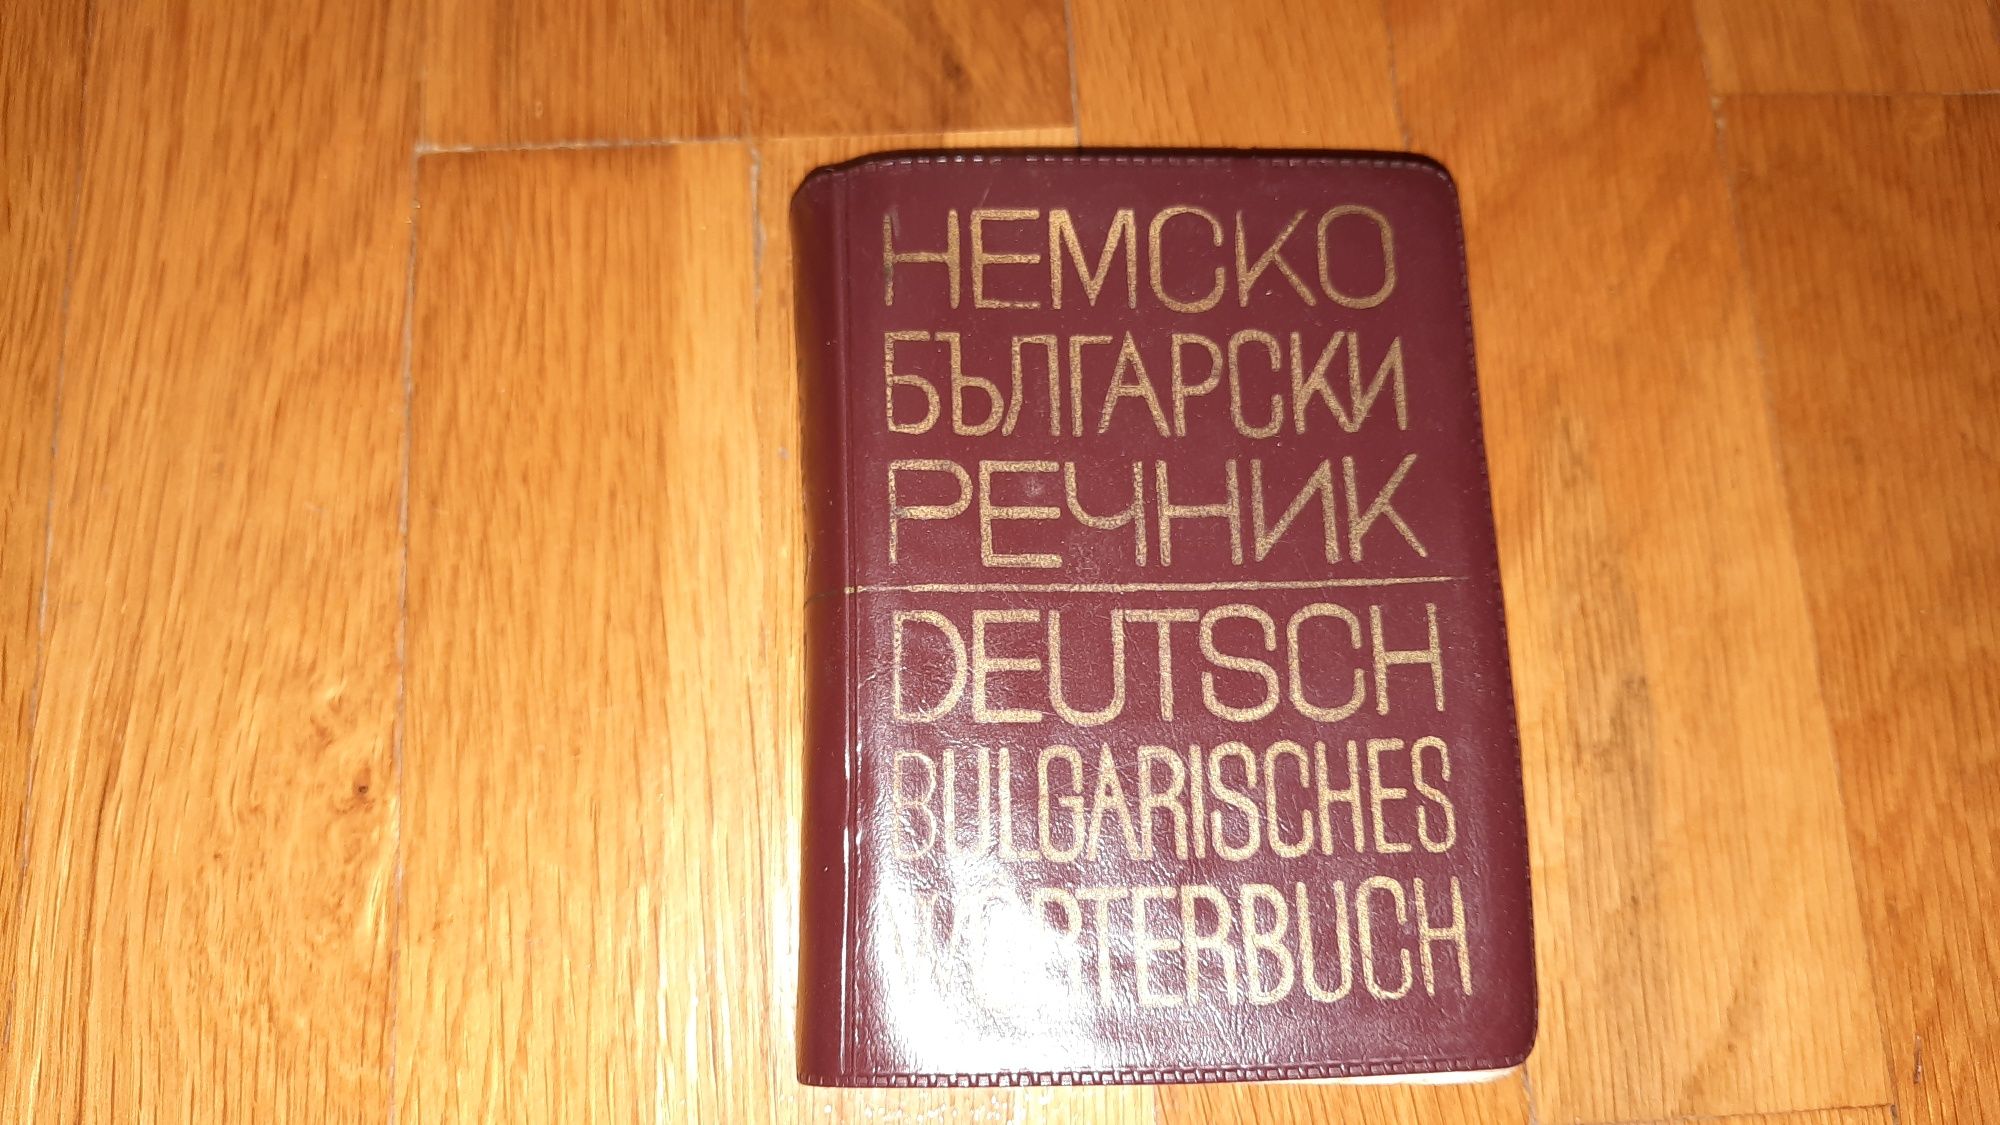 НЕМСКО
БЪЛГАРСКИ
РЕЧНИК
DEUTSCH
BULGARISCHES
WÖRTERBUCH